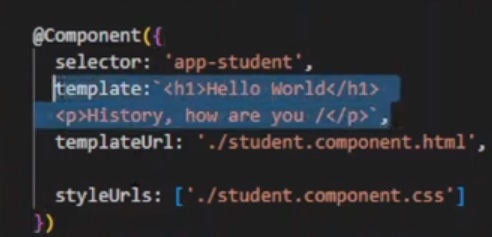 @Component({
selector: 'app-student',
template:`<h1>Hello World</h1>
<p>History, how are you /</p>`,
templateUrl: './student.component.html',
styleUrls: ['./student.component.css']
})